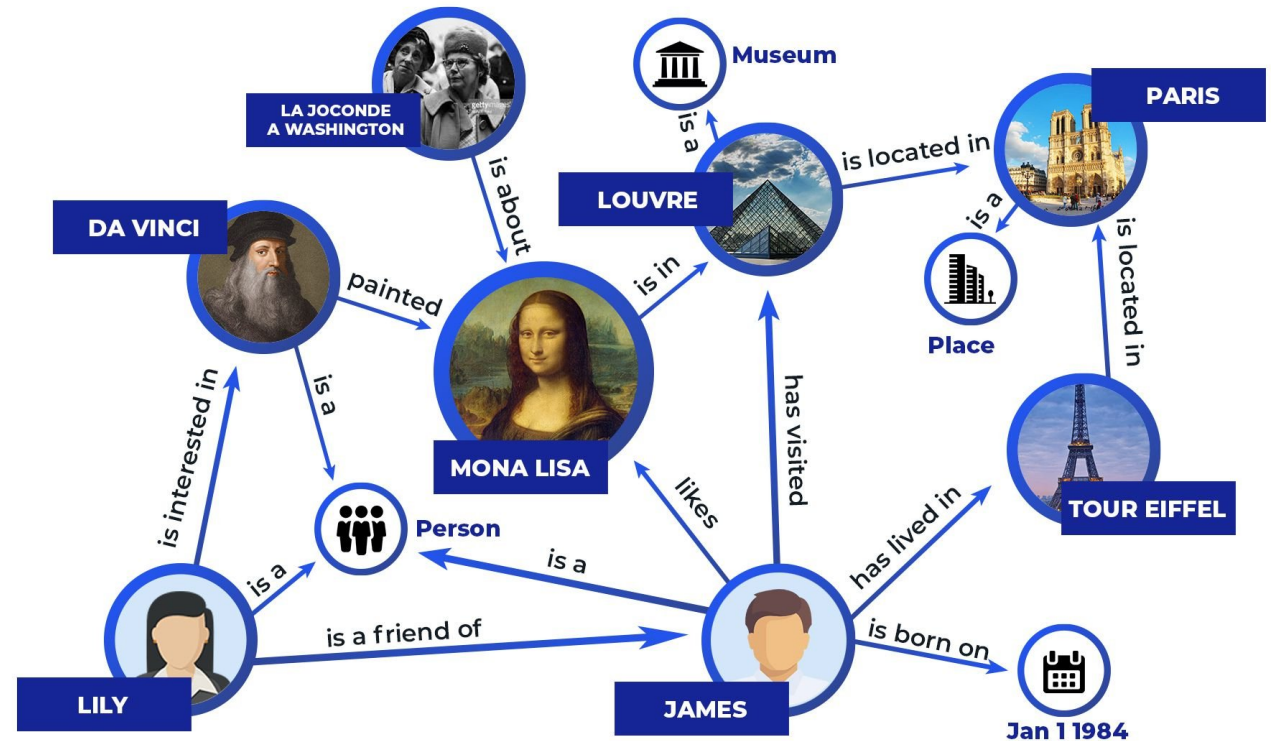 Museum
PARIS
LA JOCONDE
A WASHINGTON
gettyimages
is a
is located in
is about
LOUVRE
is a
DA VINCI
is located in
painted
is in
Place
is a
has visited
is interested in
MONA LISA
likes
TOUR EIFFEL
has lived in
Person
is a
is a
is a friend of
is born on
LILY
JAMES
Jan 1 1984